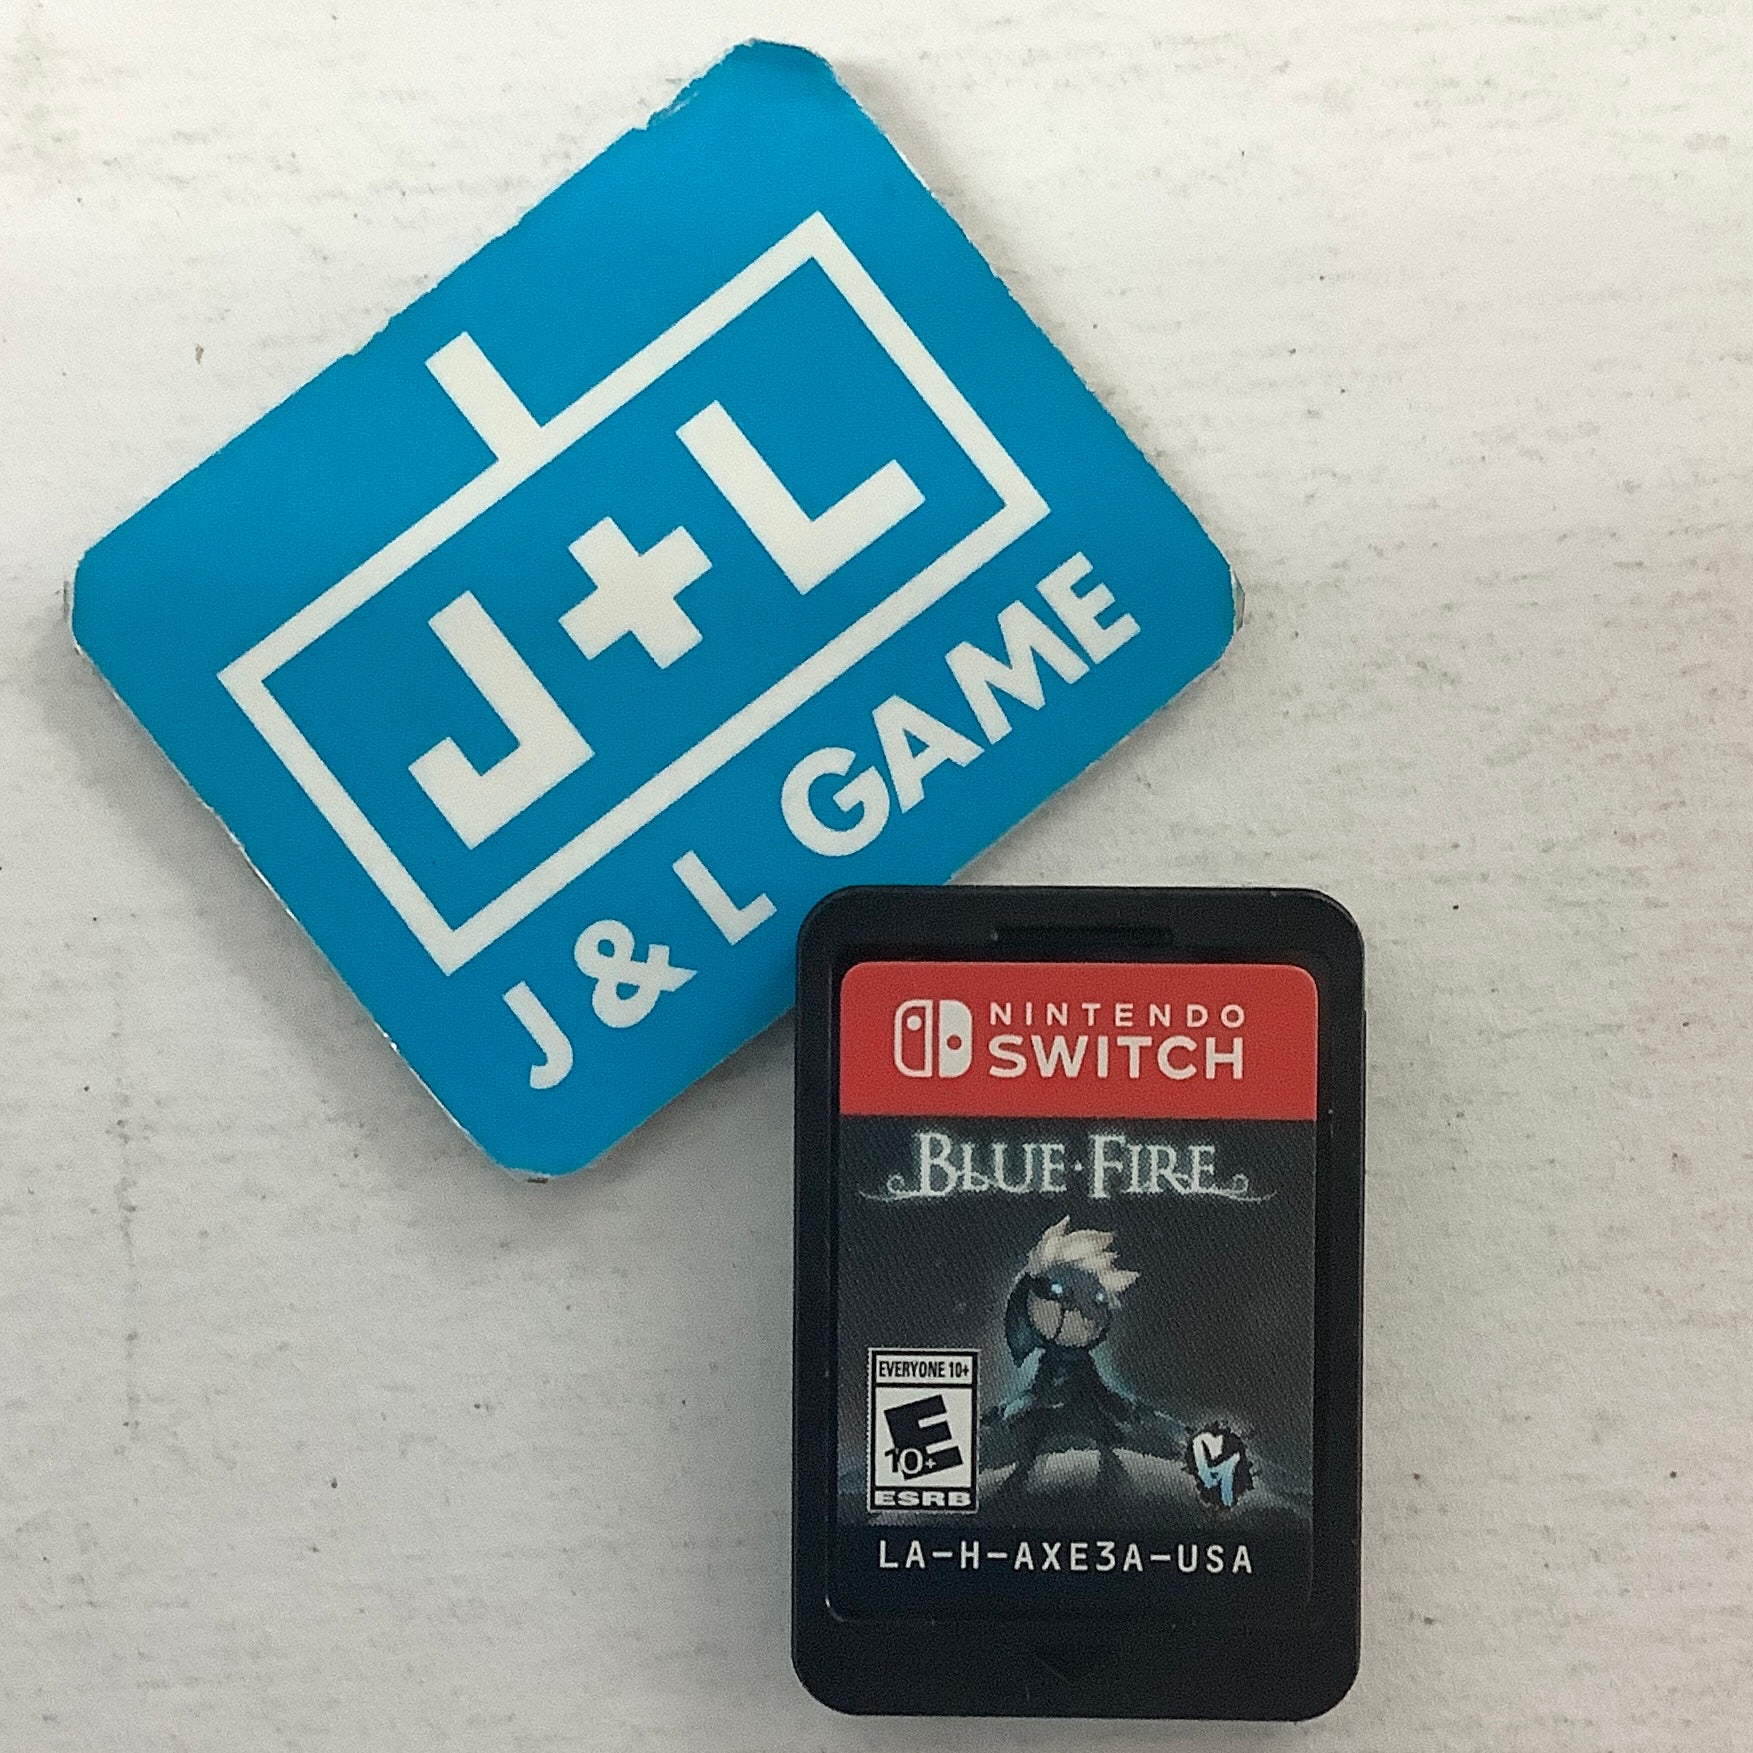 J+L
J & L GAME
NINTENDO
SWITCH
BLUE·FIRE
EVERYONE 10+
E
10+
ESRB
LA-H-AXE3A-USA